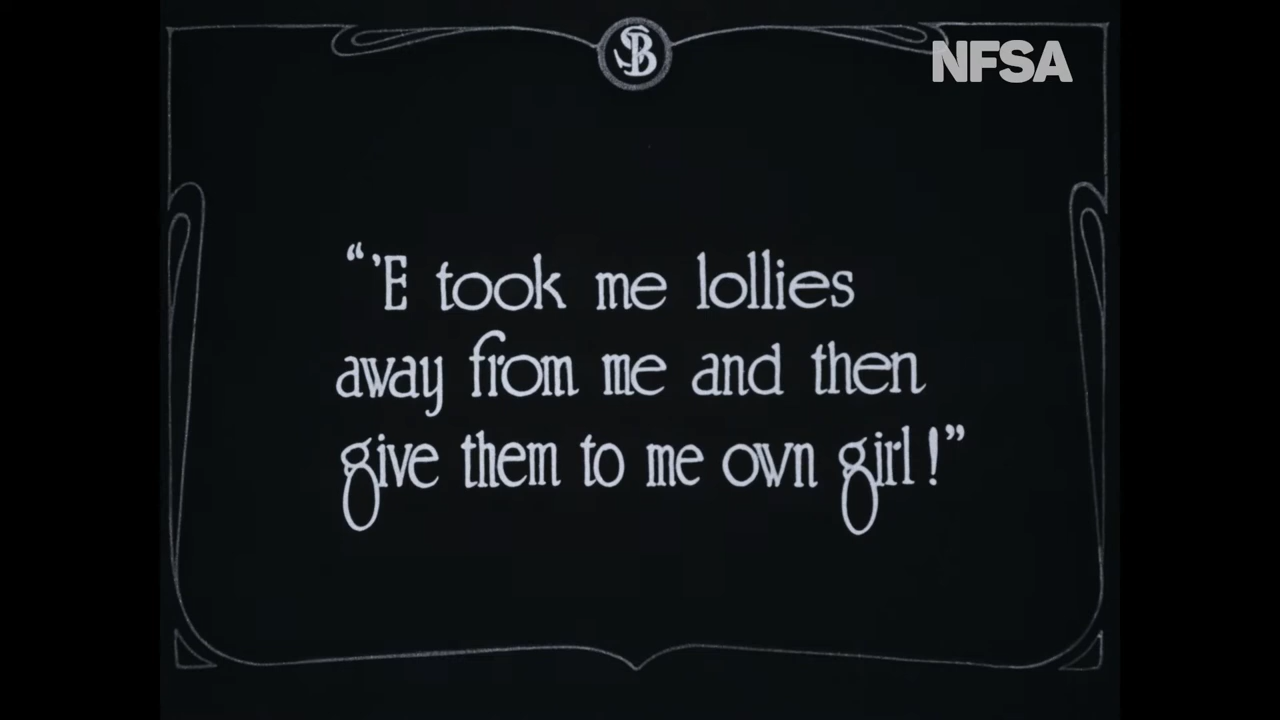 SB
NFSA
“’E took me lollies
away from me and then
give them to me own girl!”